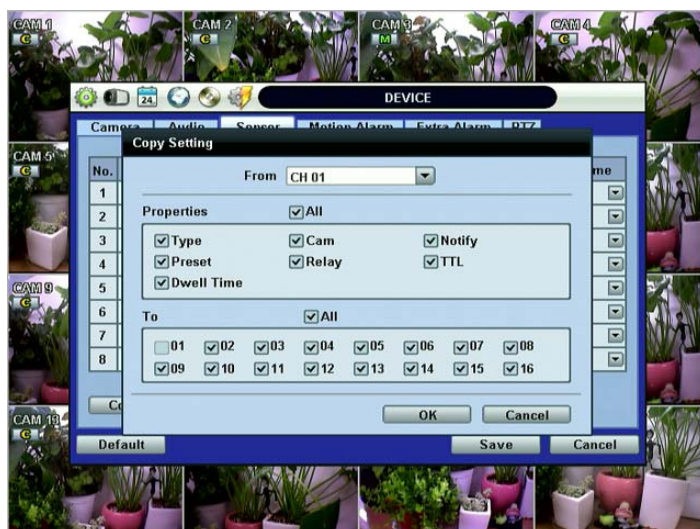 CAM 1
C
CAM 2
C
CAM 3
M
CAM 4
C
24
DEVICE
Camera Audio Sensor Motion Alarm Extra Alarm PTZ
Copy Setting
CAM 5
C
From CH 01
No.
me
1
Properties All
2
3 Type Cam Notify
4 Preset Relay TTL
5 Dwell Time
CAM 9
C
6
To All
7 01 02 03 04 05 06 07 08
8 09 10 11 12 13 14 15 16
Co
OK Cancel
CAM 13
C
Default Save Cancel